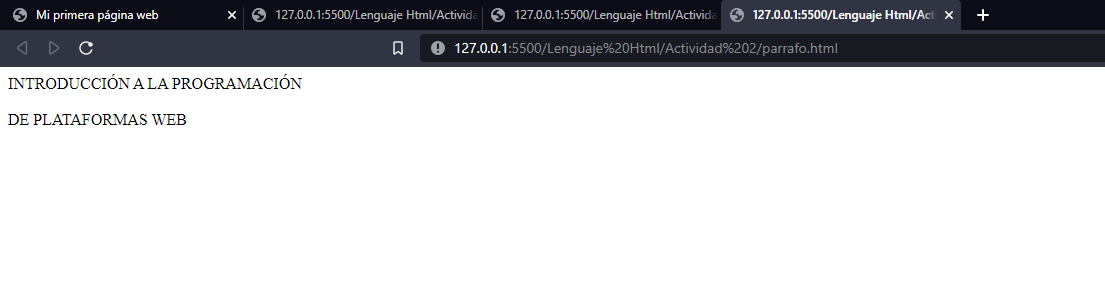 Mi primera página web
127.0.0.1:5500/Lenguaje Html/Activida
127.0.0.1:5500/Lenguaje Html/Activida
127.0.0.1:5500/Lenguaje Html/Act
127.0.0.1:5500/Lenguaje%20Html/Actividad%202/parrafo.html
INTRODUCCIÓN A LA PROGRAMACIÓN
DE PLATAFORMAS WEB